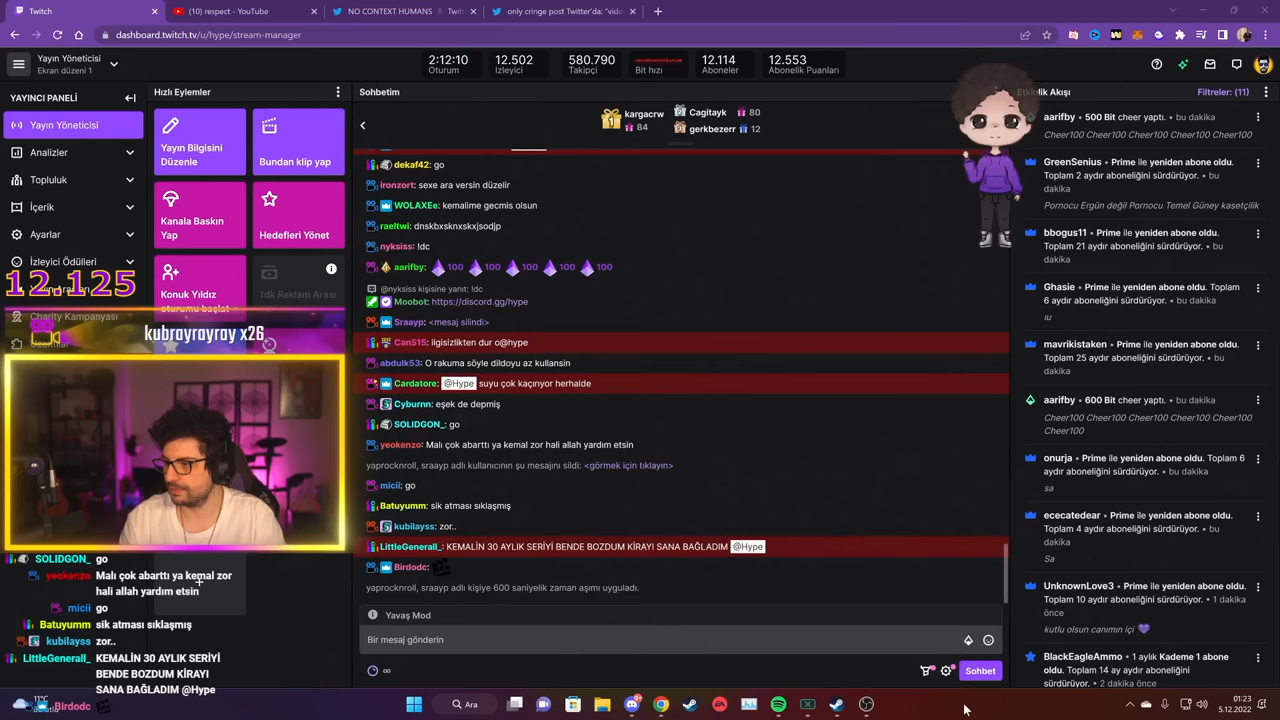 Twitch
(10) respect - YouTube
NO CONTEXT HUMANS
only cringe post Twitter'da: "vide
dashboard.twitch.tv/u/hype/stream-manager
Yayın Yöneticisi
Ekran düzeni 1
2:12:10
Oturum
12.502
İzleyici
580.790
Takipçi
Bit hızı
12.114
Aboneler
12.553
Abonelik Puanları
YAYINCI PANELİ
Yayın Yöneticisi
Analizler
Topluluk
İçerik
Ayarlar
İzleyici Ödülleri
12.125
Charity Kampanyası
kubrayrayray x26
Hızlı Eylemler
Yayın Bilgisini
Düzenle
Bundan klip yap
Kanala Baskın
Yap
Hedefleri Yönet
Konuk Yıldız
oturumu başlat
1dk Reklam Arası
Sohbetim
kargacrw
84
Cagitayk 80
gerkbezerr 12
dekaf42: go
ironzort: sexe ara versin düzelir
WOLAXEe: kemalime gecmis olsun
raeltwi: dnskbxsknxskxjsodjp
nyksiss: !dc
aarifby: 100 100 100 100 100
@nyksiss kişisine yanıt: !dc
Moobot: https://discord.gg/hype
Sraayp: <mesaj silindi>
Can515: ilgisizlikten dur o@hype
abdulk53: O rakuma söyle dildoyu az kullansin
Cardatore: @Hype suyu çok kaçırıyor herhalde
Cyburnn: eşek de depmiş
SOLIDGON_: go
yeokenzo: Malı çok abarttı ya kemal zor hali allah yardım etsin
yaprocknroll, sraayp adlı kullanıcının şu mesajını sildi: <görmek için tıklayın>
micii: go
Batuyumm: sik atması sıklaşmış
kubilayss: zor..
LittleGenerall_: KEMALİN 30 AYLIK SERİYİ BENDE BOZDUM KİRAYI SANA BAĞLADIM @Hype
Birdodc:
yaprocknroll, sraayp adlı kişiye 600 saniyelik zaman aşımı uyguladı.
Yavaş Mod
Bir mesaj gönderin
Sohbet
Etkinlik Akışı
Filtreler: (11)
aarifby • 500 Bit cheer yaptı. • bu dakika
Cheer100 Cheer100 Cheer100 Cheer100 Cheer100
GreenSenius • Prime ile yeniden abone oldu.
Toplam 2 aydır aboneliğini sürdürüyor. • bu
dakika
Pornocu Ergün değil Pornocu Temel Güney kasetçilik
bbogus11 • Prime ile yeniden abone oldu.
Toplam 21 aydır aboneliğini sürdürüyor. • bu
dakika
Ghasie • Prime ile yeniden abone oldu. Toplam
6 aydır aboneliğini sürdürüyor. • bu dakika
ıu
mavrikistaken • Prime ile yeniden abone oldu.
Toplam 25 aydır aboneliğini sürdürüyor. • bu
dakika
aarifby • 600 Bit cheer yaptı. • bu dakika
Cheer100 Cheer100 Cheer100 Cheer100 Cheer100
Cheer100
onurja • Prime ile yeniden abone oldu. Toplam 6
aydır aboneliğini sürdürüyor. • bu dakika
sa
ececatedear • Prime ile yeniden abone oldu.
Toplam 4 aydır aboneliğini sürdürüyor. • bu
dakika
Sa
UnknownLove3 • Prime ile yeniden abone oldu.
Toplam 10 aydır aboneliğini sürdürüyor. • 1 dakika
önce
kutlu olsun canımın içi
BlackEagleAmmo • 1 aylık Kademe 1 abone
oldu. Toplam 14 ay aydır aboneliğini
sürdürüyor. • 2 dakika önce
SOLIDGON_ go
yeokenzo Malı çok abarttı ya kemal zor
hali allah yardım etsin
micii go
Batuyumm sik atması sıklaşmış
kubilayss zor..
LittleGenerall_ KEMALİN 30 AYLIK SERİYİ
BENDE BOZDUM KİRAYI
SANA BAĞLADIM @Hype
Birdodc
11°C
Ara
01:23
5.12.2022